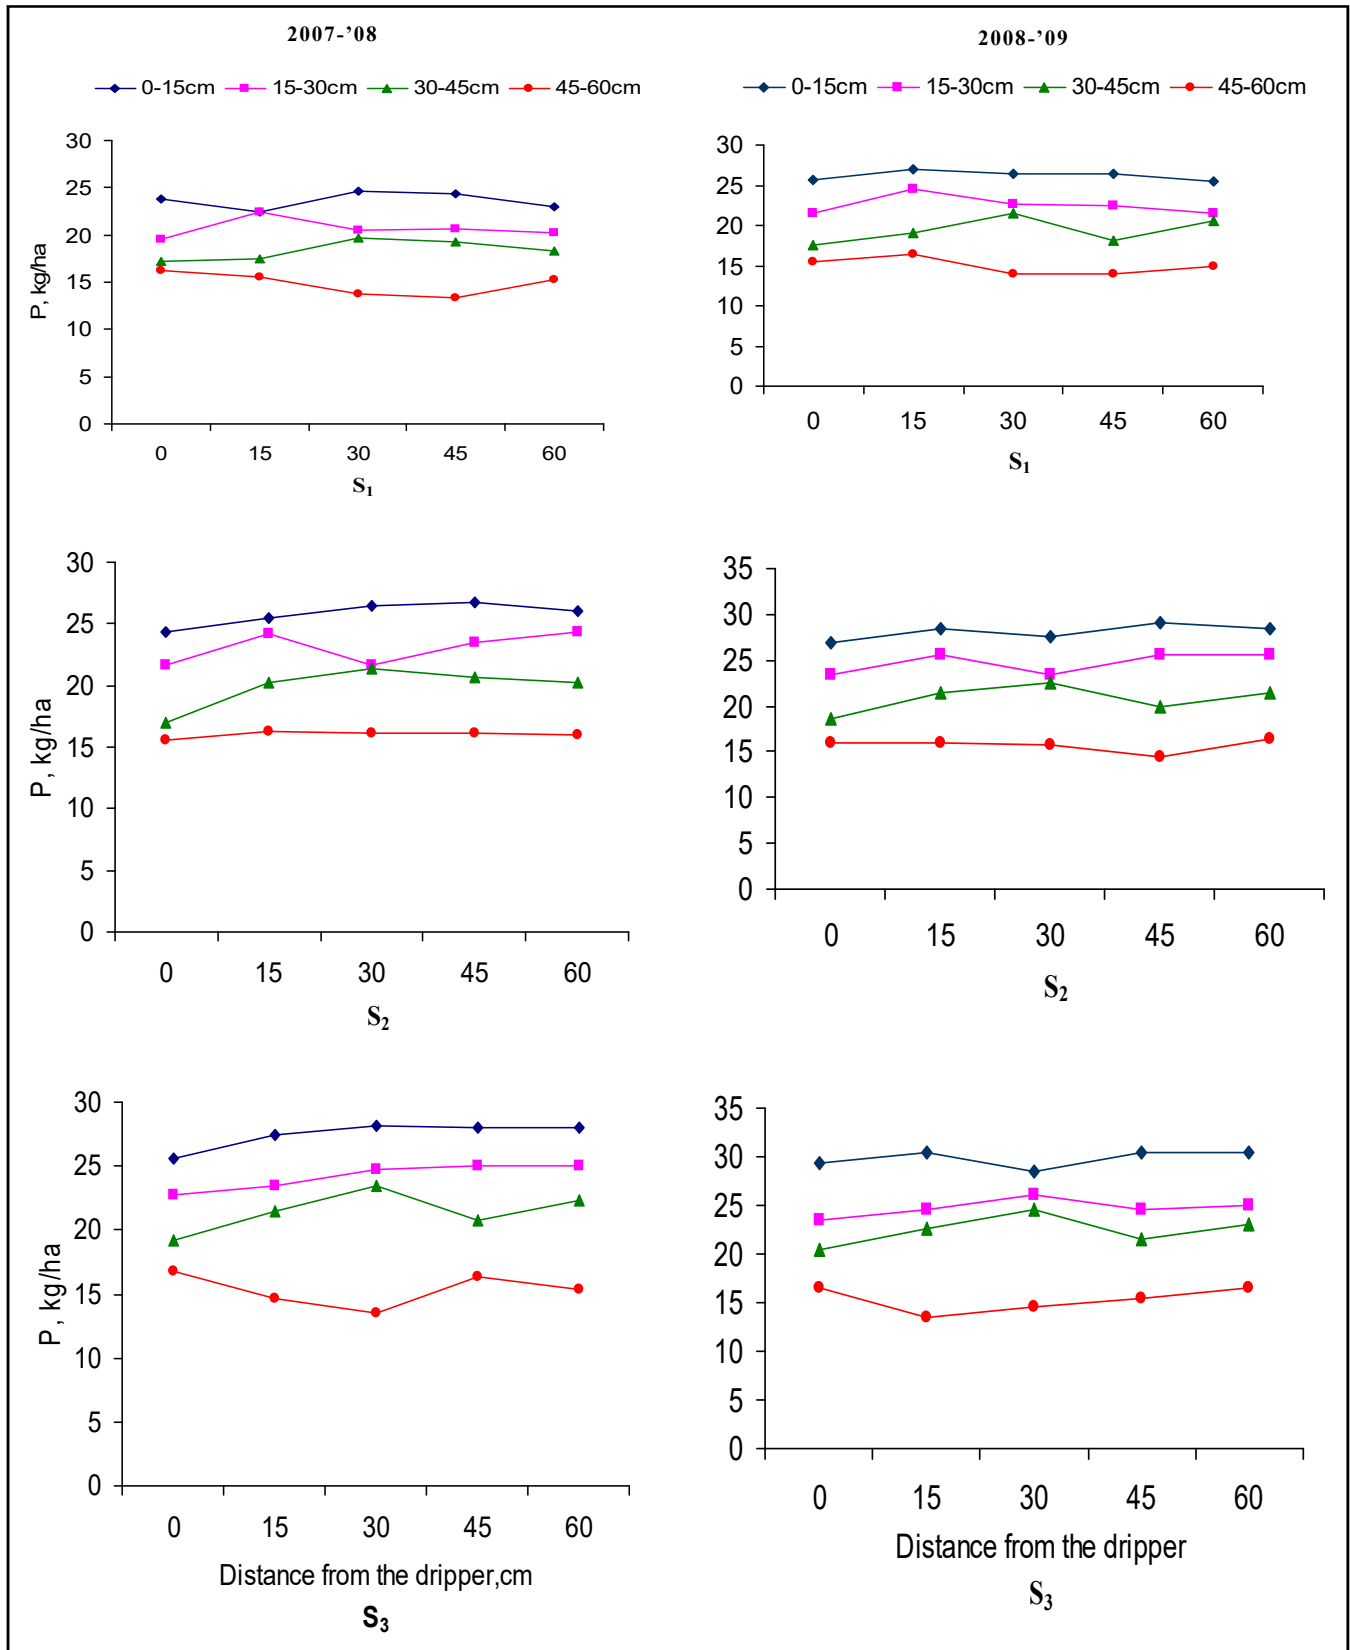 2007-’08
0-15cm 15-30cm 30-45cm 45-60cm
30
25
20
15
10
5
0
P, kg/ha
0 15 30 45 60
S₁
2008-’09
0-15cm 15-30cm 30-45cm 45-60cm
30
25
20
15
10
5
0
0 15 30 45 60
S₁
30
25
20
15
10
5
0
P, kg/ha
0 15 30 45 60
S₂
35
30
25
20
15
10
5
0
0 15 30 45 60
S₂
30
25
20
15
10
5
0
P, kg/ha
0 15 30 45 60
Distance from the dripper,cm
S₃
35
30
25
20
15
10
5
0
0 15 30 45 60
Distance from the dripper
S₃